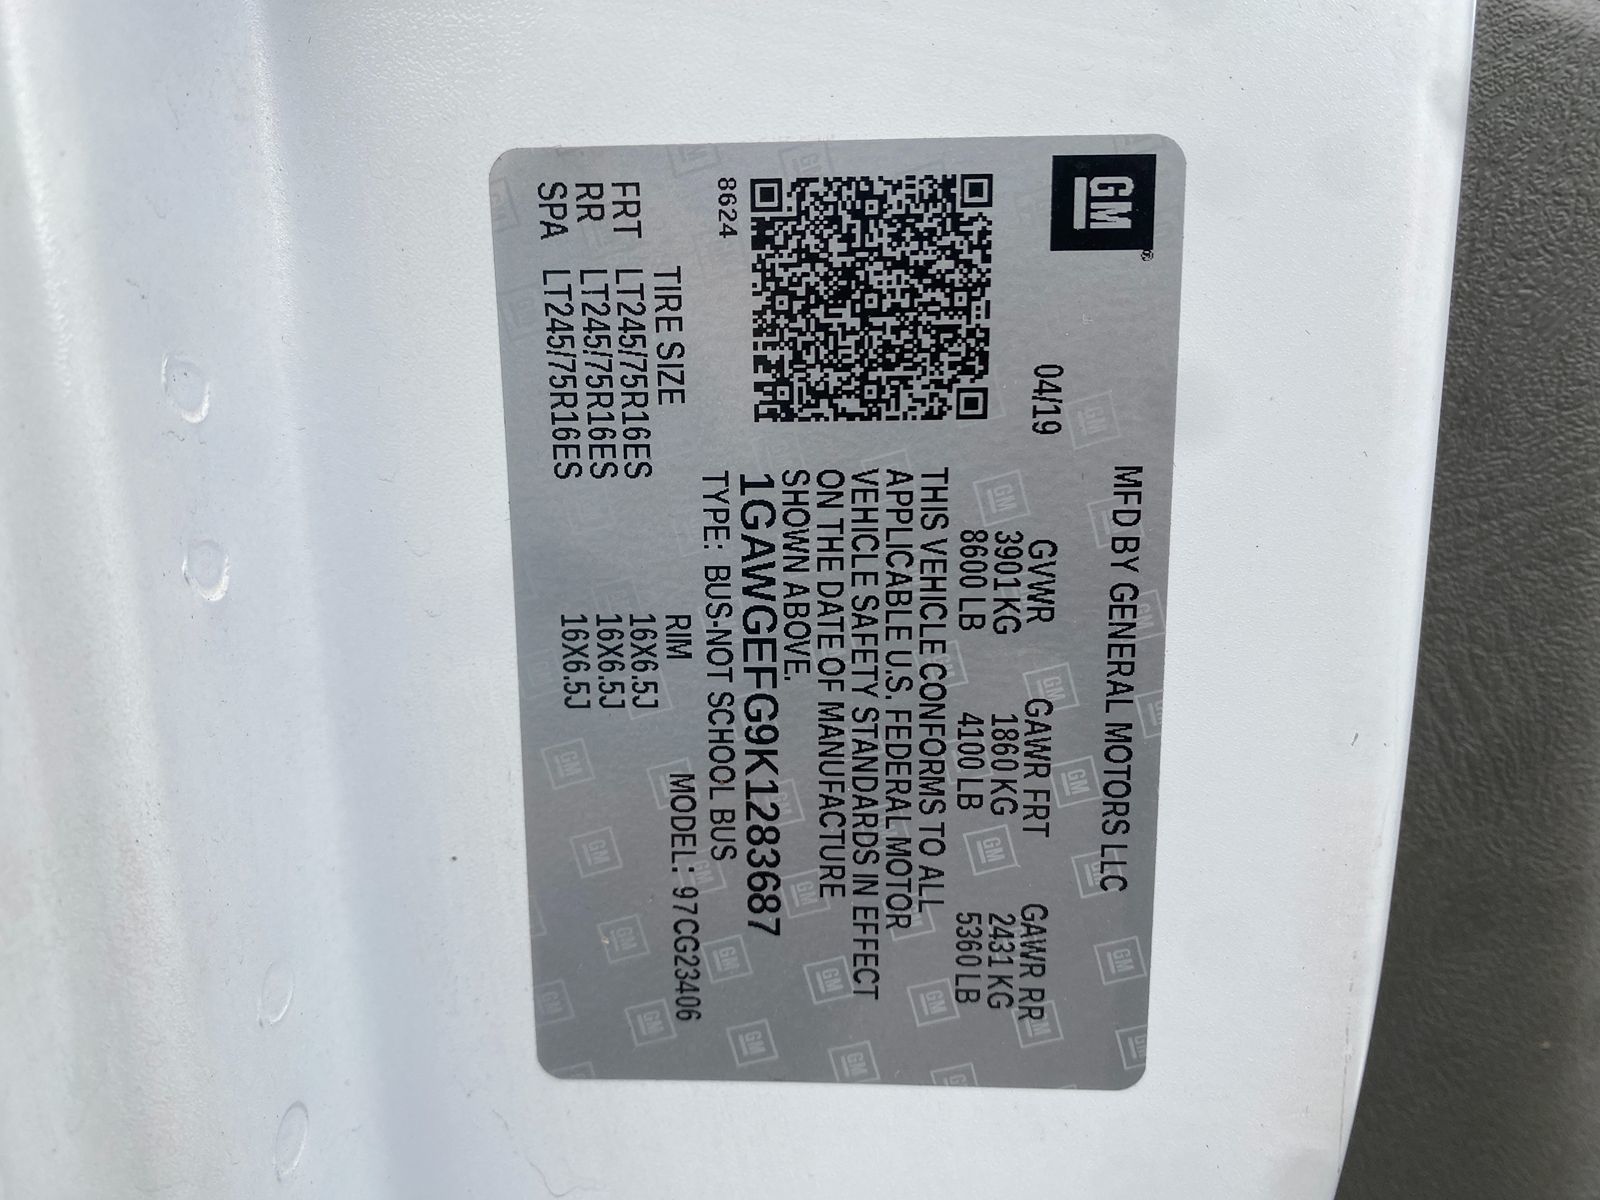 GM
MFD BY GENERAL MOTORS LLC
04/19 GVWR GAWR FRT GAWR RR
3901 KG 1860 KG 2431 KG
8600 LB 4100 LB 5360 LB
THIS VEHICLE CONFORMS TO ALL
APPLICABLE U.S. FEDERAL MOTOR
VEHICLE SAFETY STANDARDS IN EFFECT
ON THE DATE OF MANUFACTURE
SHOWN ABOVE.
1GAWGEFG9K1283687
8624 TYPE: BUS-NOT SCHOOL BUS
TIRE SIZE RIM MODEL: 97CG23406
FRT LT245/75R16ES 16X6.5J
RR LT245/75R16ES 16X6.5J
SPA LT245/75R16ES 16X6.5J